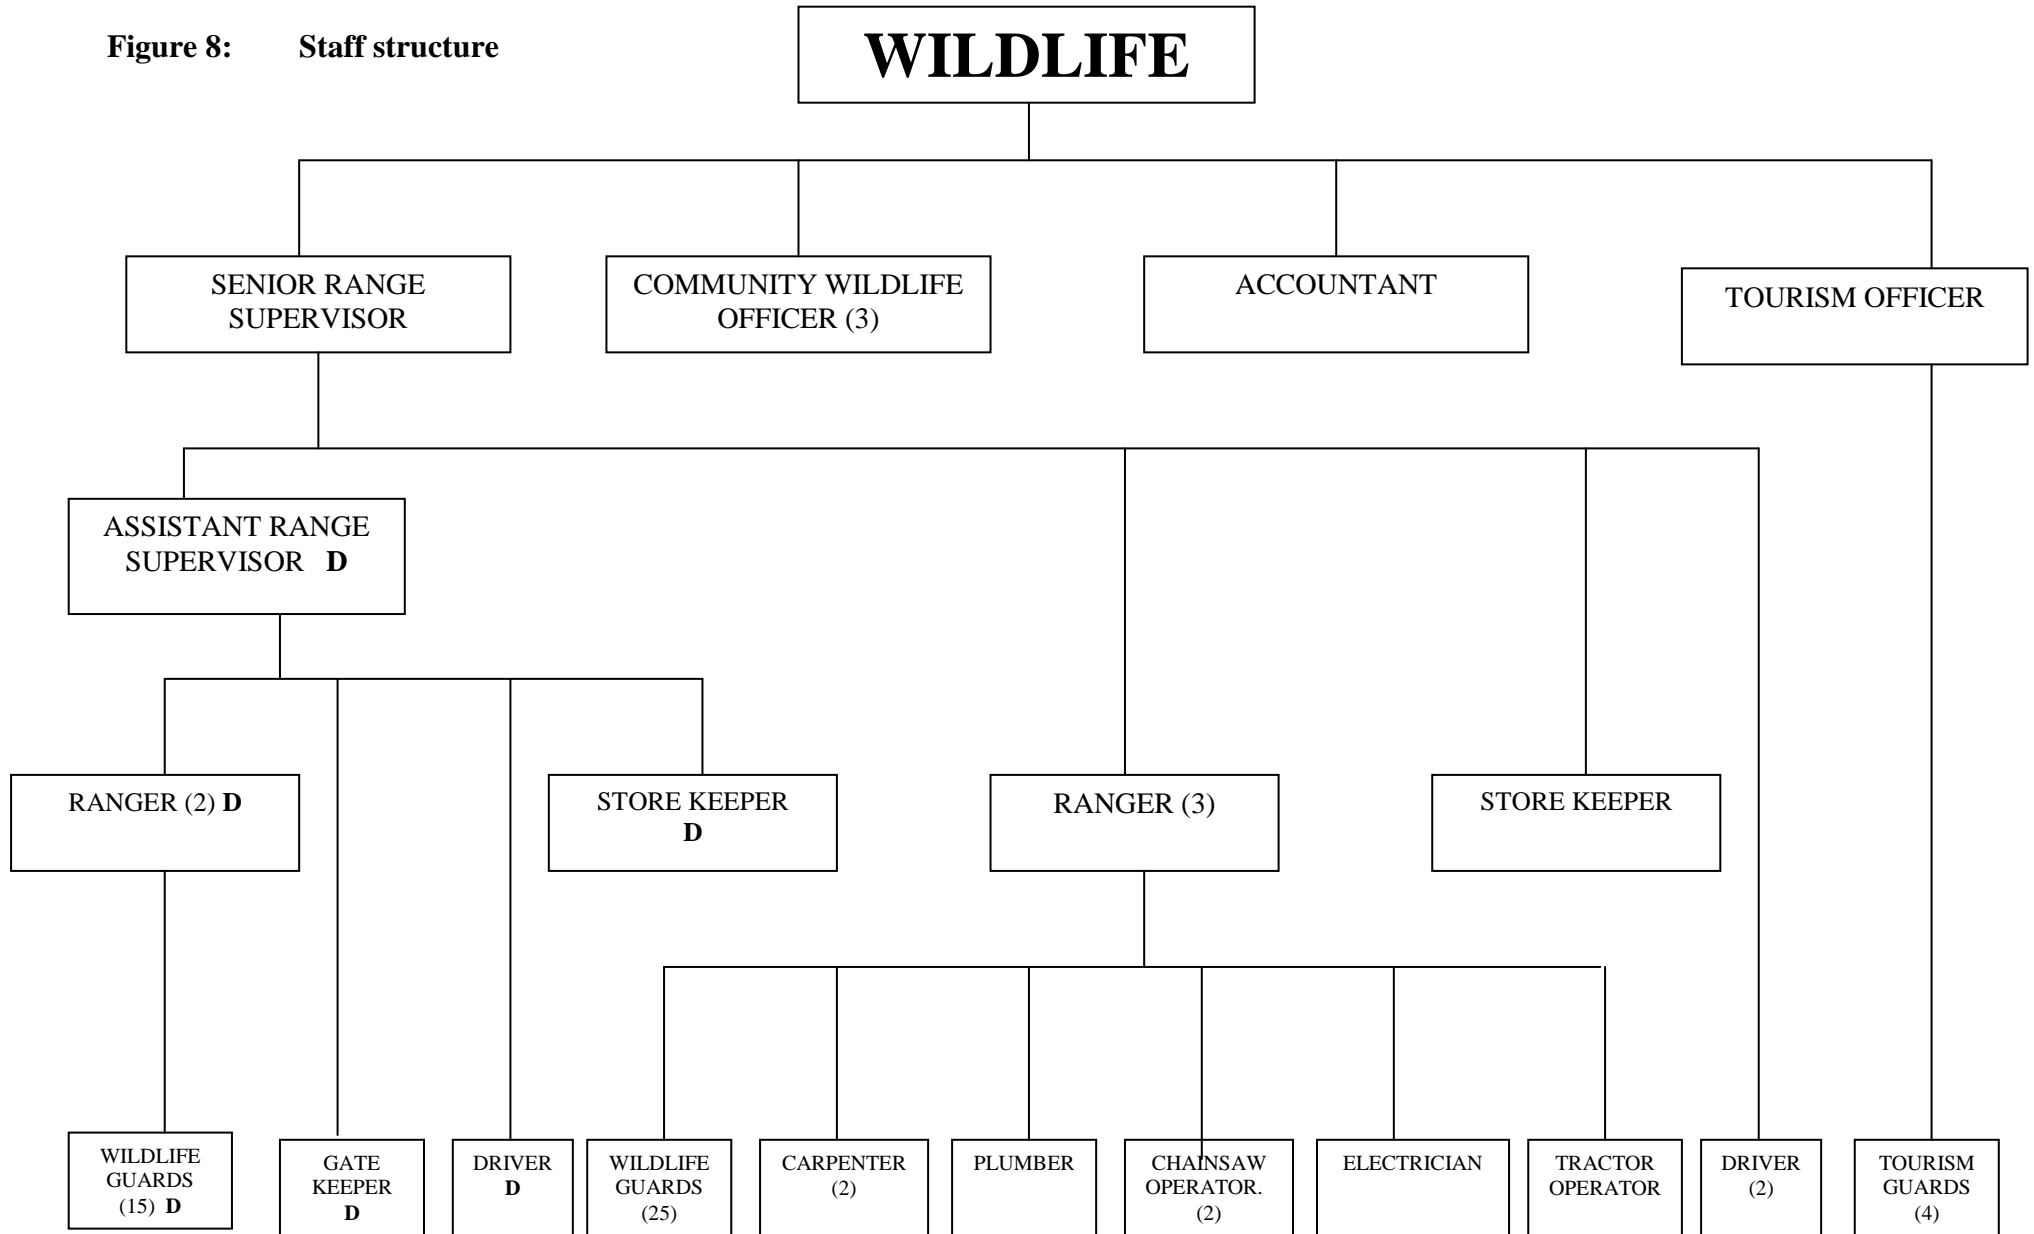 Figure 8: Staff structure
WILDLIFE
SENIOR RANGE
SUPERVISOR
COMMUNITY WILDLIFE
OFFICER (3)
ACCOUNTANT
TOURISM OFFICER
ASSISTANT RANGE
SUPERVISOR D
RANGER (2) D
STORE KEEPER
D
RANGER (3)
STORE KEEPER
WILDLIFE
GUARDS
(15) D
GATE
KEEPER
D
DRIVER
D
WILDLIFE
GUARDS
(25)
CARPENTER
(2)
PLUMBER
CHAINSAW
OPERATOR.
(2)
ELECTRICIAN
TRACTOR
OPERATOR
DRIVER
(2)
TOURISM
GUARDS
(4)